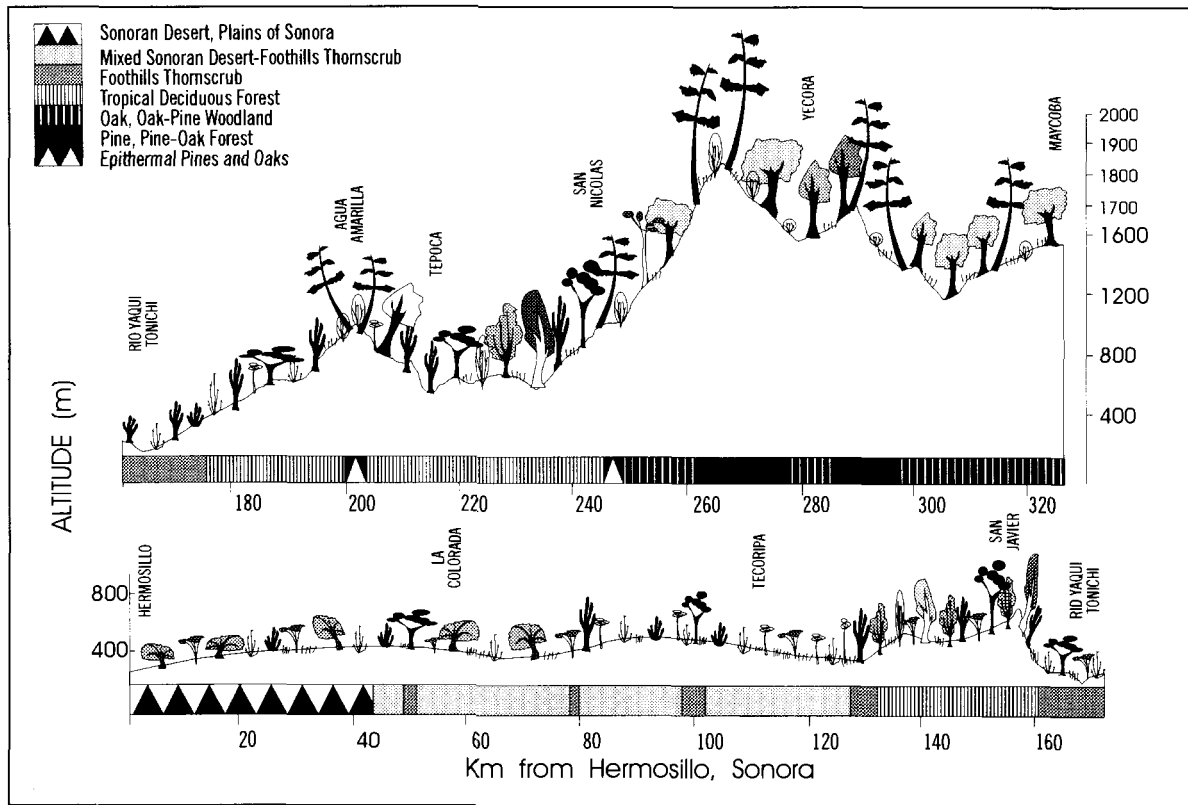 Sonoran Desert, Plains of Sonora
Mixed Sonoran Desert-Foothills Thornscrub
Foothills Thornscrub
Tropical Deciduous Forest
Oak, Oak-Pine Woodland
Pine, Pine-Oak Forest
Epithermal Pines and Oaks
RIO YAQUI
TONICHI
AGUA
AMARILLA
TEPOCA
SAN
NICOLAS
YECORA
MAYCOBA
2000
1900
1800
1700
1600
1200
800
400
ALTITUDE (m)
180 200 220 240 260 280 300 320
HERMOSILLO
LA
COLORADA
TECORIPA
SAN
JAVIER
RIO YAQUI
TONICHI
800
400
20 40 60 80 100 120 140 160
Km from Hermosillo, Sonora